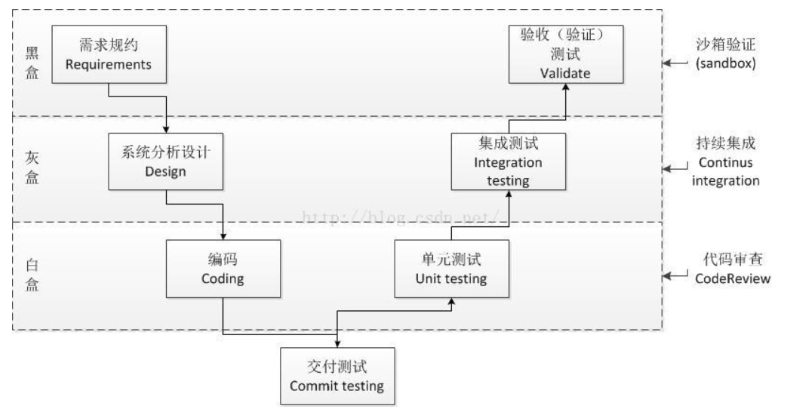 黑
盒
需求规约
Requirements
验收（验证）
测试
Validate
沙箱验证
(sandbox)
灰
盒
系统分析设计
Design
集成测试
Integration
testing
持续集成
Continus
integration
http://blog.csdn.net/
白
盒
编码
Coding
单元测试
Unit testing
代码审查
CodeReview
交付测试
Commit testing